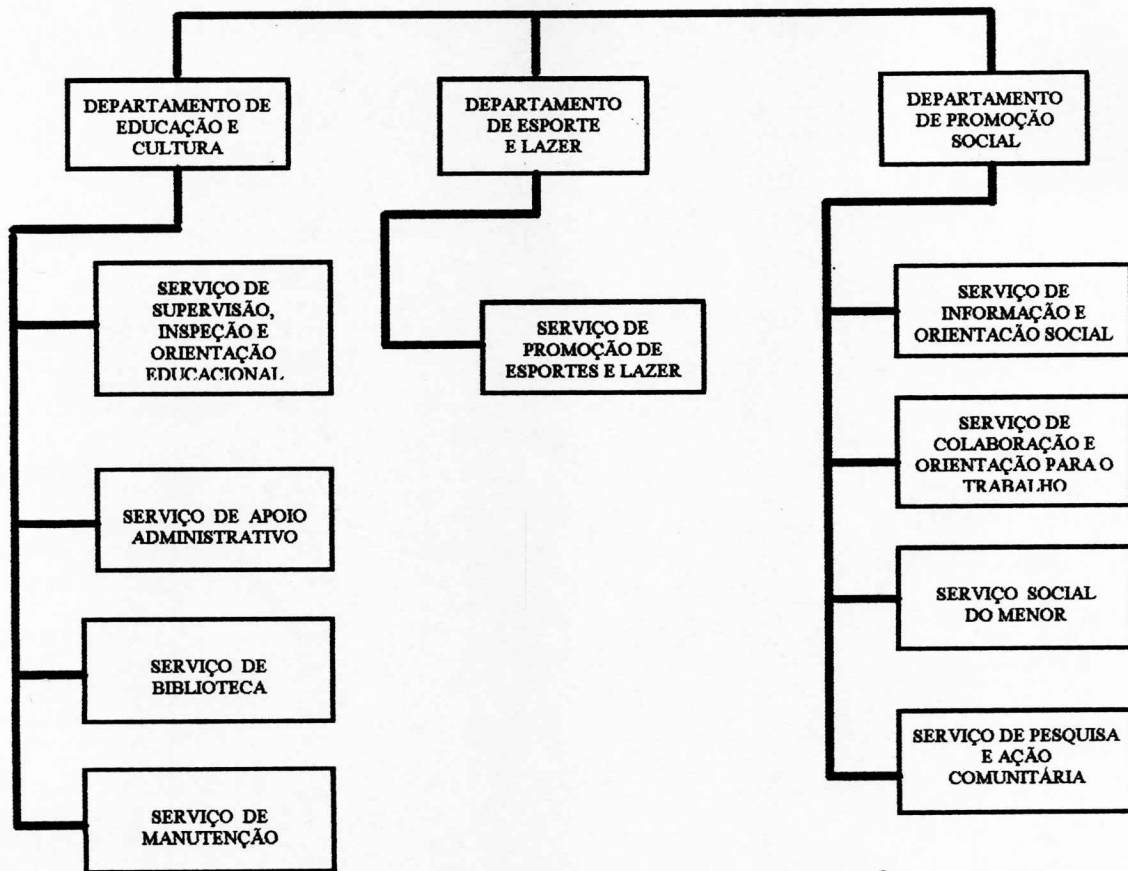 DEPARTAMENTO DE
EDUCAÇÃO E
CULTURA
DEPARTAMENTO
DE ESPORTE
E LAZER
DEPARTAMENTO
DE PROMOÇÃO
SOCIAL
SERVIÇO DE
SUPERVISÃO,
INSPEÇÃO E
ORIENTAÇÃO
EDUCACIONAL
SERVIÇO DE APOIO
ADMINISTRATIVO
SERVIÇO DE
BIBLIOTECA
SERVIÇO DE
MANUTENÇÃO
SERVIÇO DE
PROMOÇÃO DE
ESPORTES E LAZER
SERVIÇO DE
INFORMAÇÃO E
ORIENTACÃO SOCIAL
SERVIÇO DE
COLABORAÇÃO E
ORIENTAÇÃO PARA O
TRABALHO
SERVIÇO SOCIAL
DO MENOR
SERVIÇO DE PESQUISA
E AÇÃO
COMUNITÁRIA